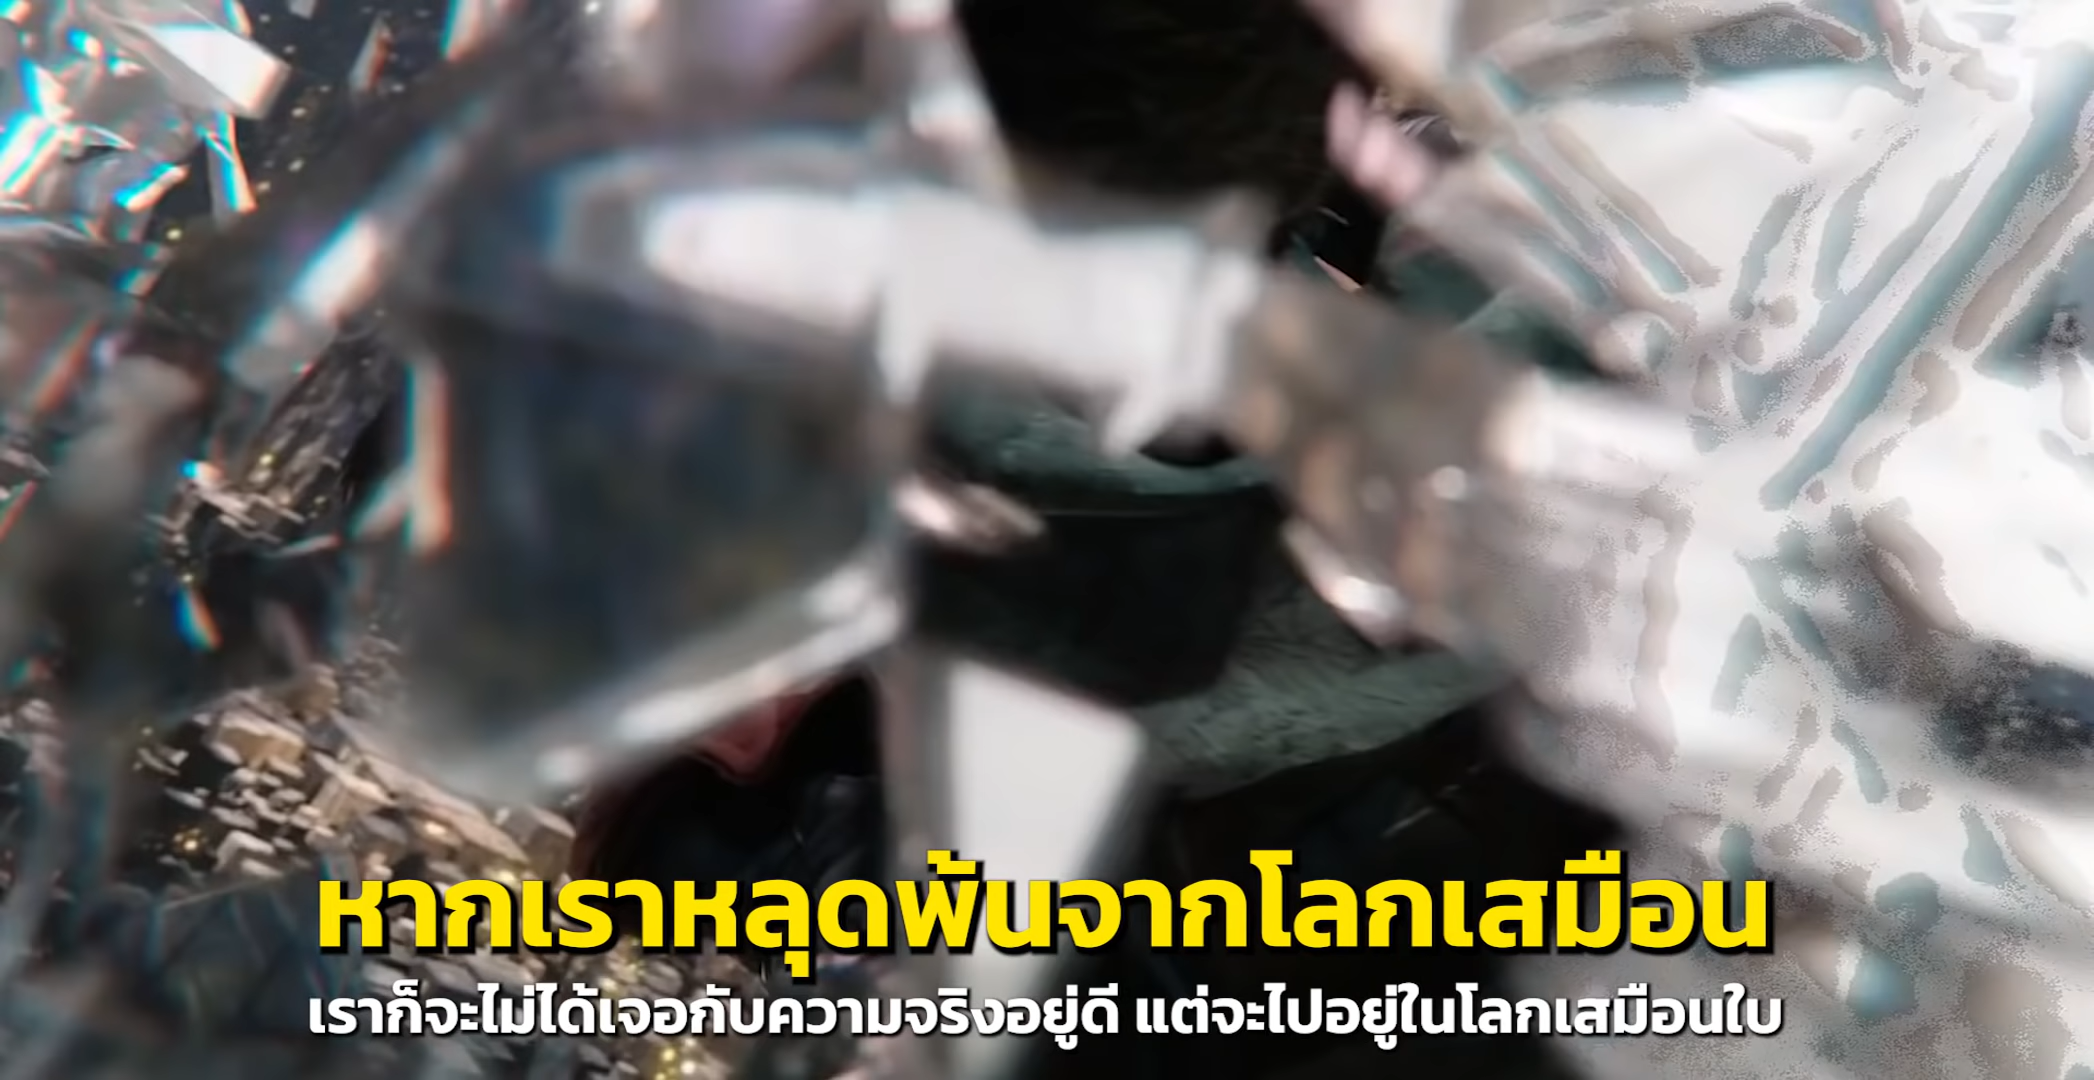 หากเราหลุดพ้นจากโลกเสมือน
เราก็จะไม่ได้เจอกับความจริงอยู่ดี แต่จะไปอยู่ในโลกเสมือนใบ